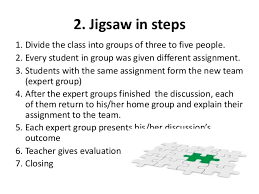 2. Jigsaw in steps
1. Divide the class into groups of three to five people.
2. Every student in group was given different assignment.
3. Students with the same assignment form the new team
(expert group)
4. After the expert groups finished the discussion, each
of them return to his/her home group and explain their
assignment to the team.
5. Each expert group presents his/her discussion's
outcome
6. Teacher gives evaluation
7. Closing